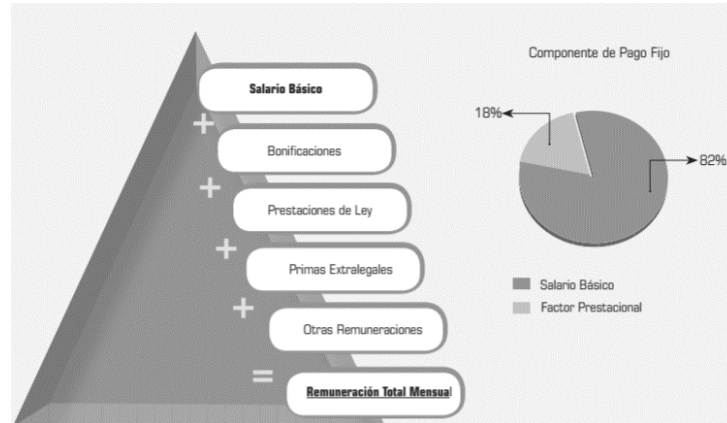 Salario Básico
+
Bonificaciones
+
Prestaciones de Ley
+
Primas Extralegales
+
Otras Remuneraciones
=
Remuneración Total Mensual
Componente de Pago Fijo
18%
82%
Salario Básico
Factor Prestacional